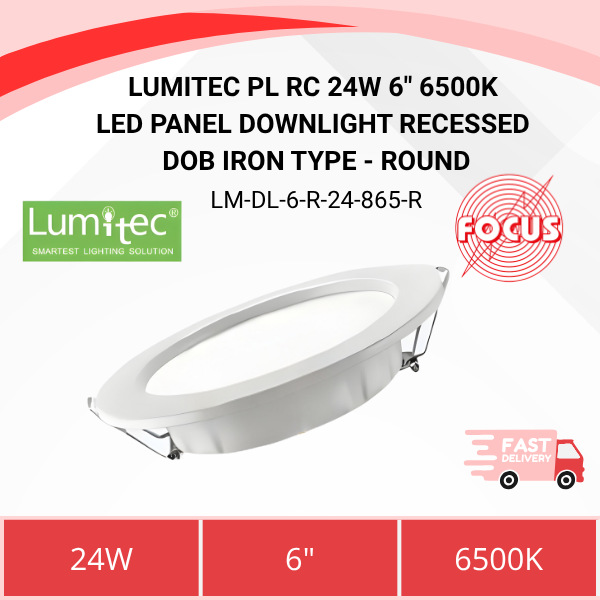 LUMITEC PL RC 24W 6" 6500K
LED PANEL DOWNLIGHT RECESSED
DOB IRON TYPE - ROUND
LM-DL-6-R-24-865-R
Lumitec®
SMARTEST LIGHTING SOLUTION
FOCUS
FAST
DELIVERY
24W
6"
6500K